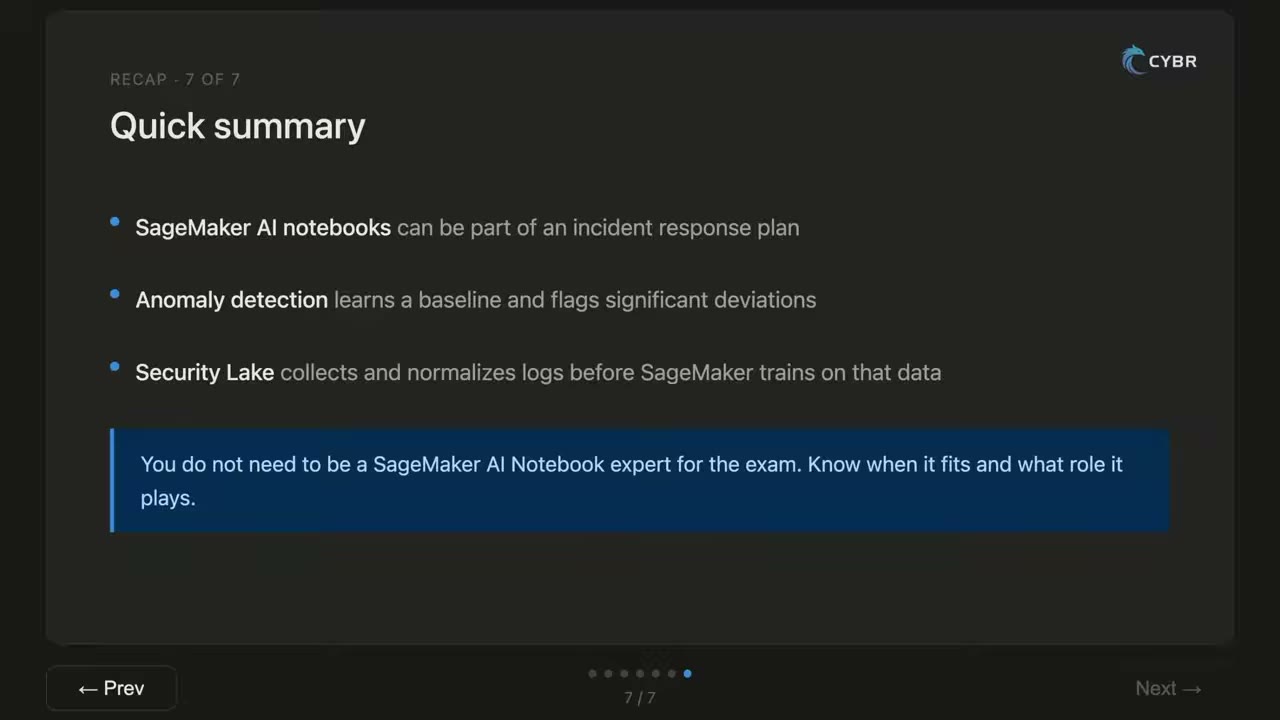 CYBR
RECAP - 7 OF 7
Quick summary
SageMaker AI notebooks can be part of an incident response plan
Anomaly detection learns a baseline and flags significant deviations
Security Lake collects and normalizes logs before SageMaker trains on that data
You do not need to be a SageMaker AI Notebook expert for the exam. Know when it fits and what role it
plays.
← Prev
7 / 7
Next →